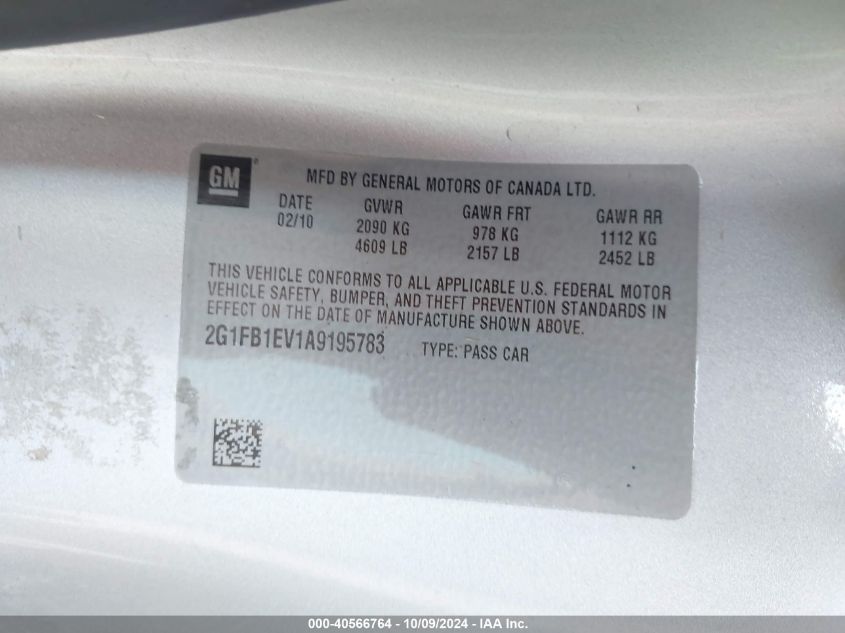 GM
MFD BY GENERAL MOTORS OF CANADA LTD.
DATE GVWR GAWR FRT GAWR RR
02/10 2090 KG 978 KG 1112 KG
4609 LB 2157 LB 2452 LB
THIS VEHICLE CONFORMS TO ALL APPLICABLE U.S. FEDERAL MOTOR
VEHICLE SAFETY, BUMPER, AND THEFT PREVENTION STANDARDS IN
EFFECT ON THE DATE OF MANUFACTURE SHOWN ABOVE.
2G1FB1EV1A9195783 TYPE: PASS CAR
000-40566764 - 10/09/2024 - IAA Inc.